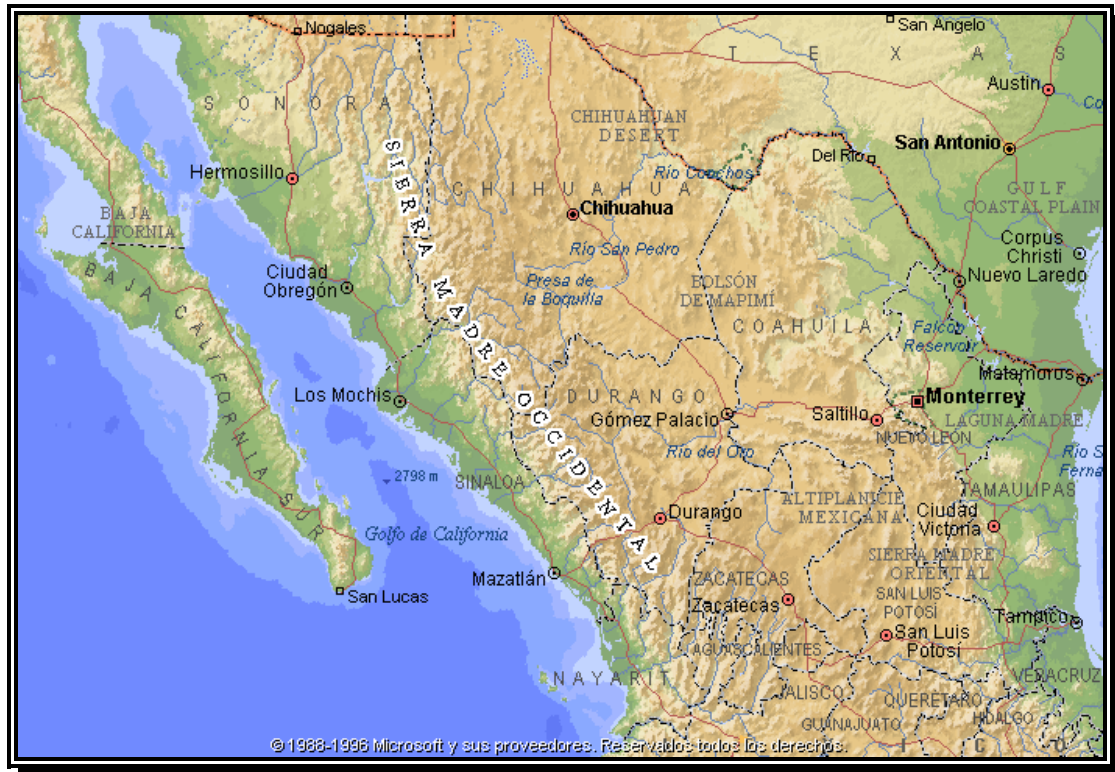 Nogales
San Angelo
T E X A S
Austin
Co
S O N O R A
CHIHUAHUAN
DESERT
San Antonio
Del Rio
Hermosillo
Río Conchos
C H I H U A H U A
Chihuahua
GULF
COASTAL PLAIN
BAJA
CALIFORNIA
SIERRA MADRE OCCIDENTAL
Río San Pedro
Corpus
Christi
Ciudad
Obregón
Presa de
la Boquilla
BOLSÓN
DE MAPIMÍ
Nuevo Laredo
BAJA CALIFORNIA SUR
C O A H U I L A
Falcon
Reservoir
Matamoros
Los Mochis
D U R A N G O
Monterrey
Gómez Palacio
Saltillo
LAGUNA MADRE
NUEVO LEÓN
Río del Oro
Río S
Ferna
2798 m
SINALOA
ALTIPLANICIE
MEXICANA
TAMAULIPAS
Durango
Ciudad
Victoria
Golfo de California
SIERRA MADRE
ORIENTAL
Mazatlán
ZACATECAS
San Lucas
Zacatecas
SAN LUIS
POTOSÍ
Tampico
San Luis
Potosí
AGUASCALIENTES
N A Y A R I T
VERACRUZ
JALISCO
QUERÉTARO
GUANAJUATO
HIDALGO
© 1988-1996 Microsoft y sus proveedores. Reservados todos los derechos.
I C O